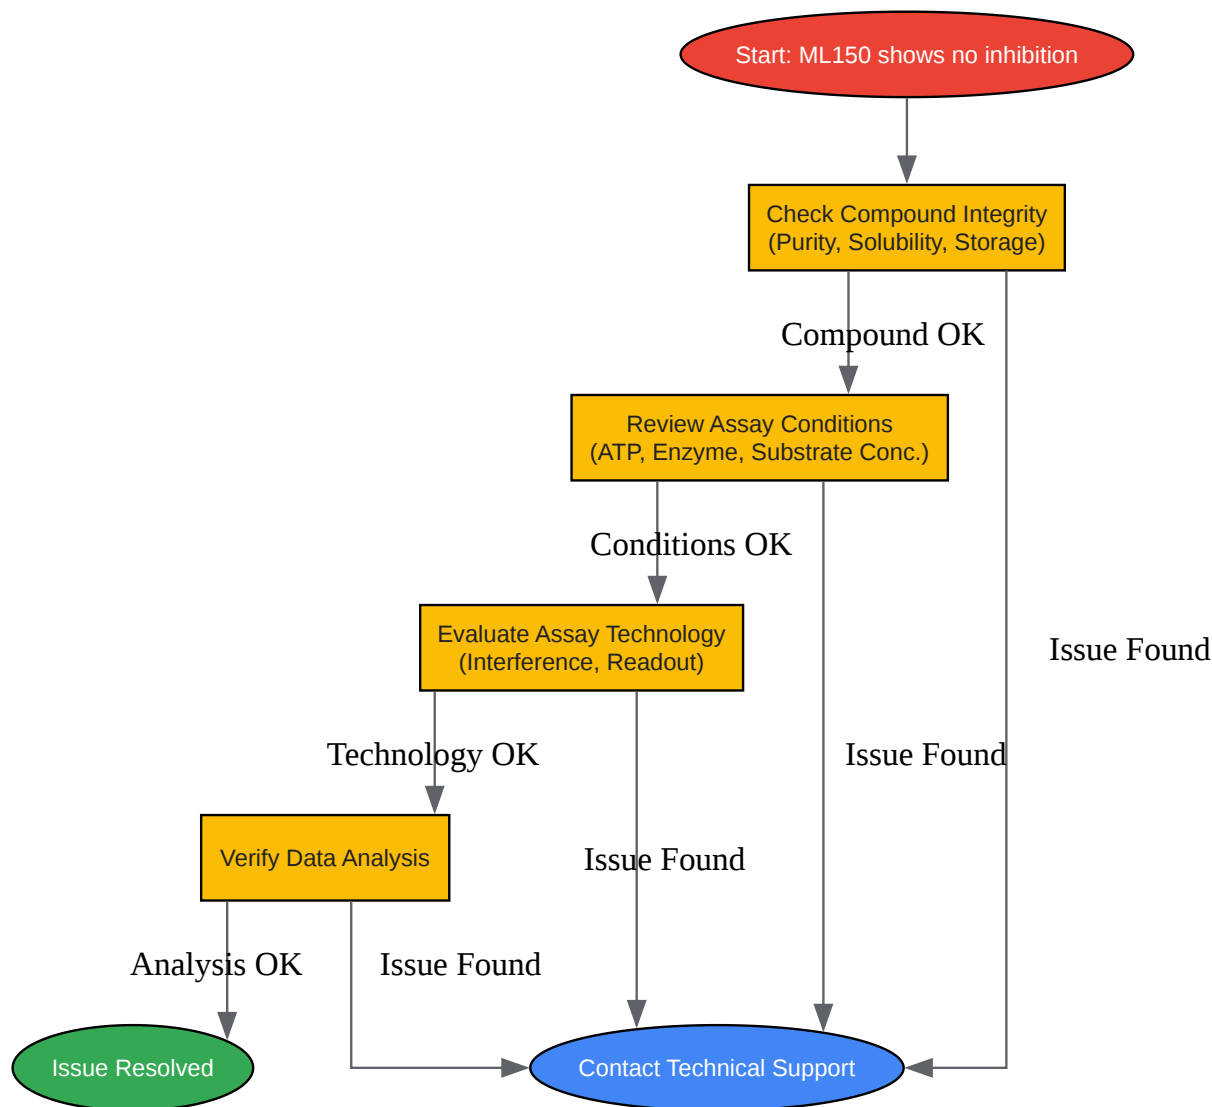 Start: ML150 shows no inhibition
Check Compound Integrity
(Purity, Solubility, Storage)
Compound OK
Review Assay Conditions
(ATP, Enzyme, Substrate Conc.)
Conditions OK
Evaluate Assay Technology
(Interference, Readout)
Issue Found
Technology OK
Issue Found
Verify Data Analysis
Issue Found
Analysis OK
Issue Found
Issue Resolved
Contact Technical Support